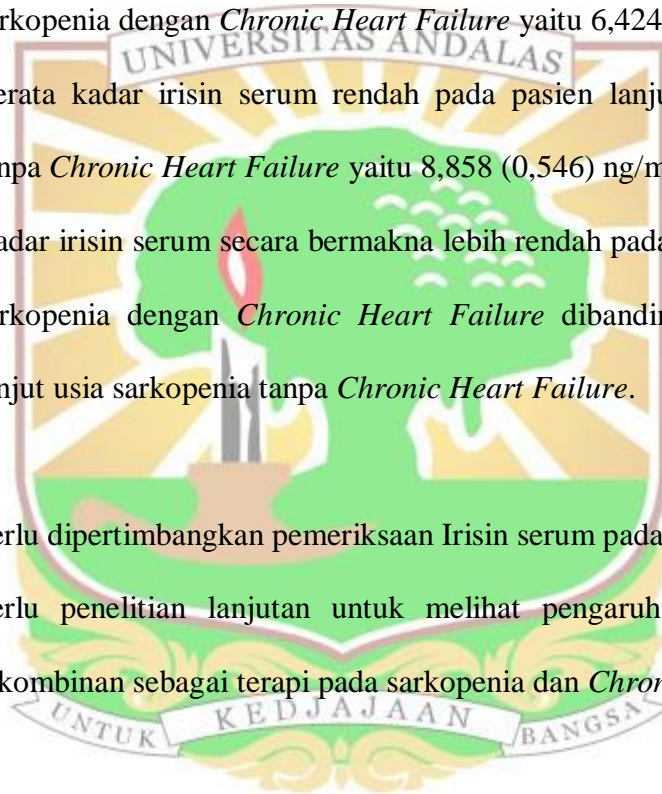 arkopenia dengan Chronic Heart Failure yaitu 6,424
UNIVERSITAS ANDALAS
erata kadar irisin serum rendah pada pasien lanju
npa Chronic Heart Failure yaitu 8,858 (0,546) ng/m
adar irisin serum secara bermakna lebih rendah pada
rkopenia dengan Chronic Heart Failure dibandin
njut usia sarkopenia tanpa Chronic Heart Failure.
erlu dipertimbangkan pemeriksaan Irisin serum pada
erlu penelitian lanjutan untuk melihat pengaruh
kombinan sebagai terapi pada sarkopenia dan Chron
UNTUK KEDJAJAAN BANGSA